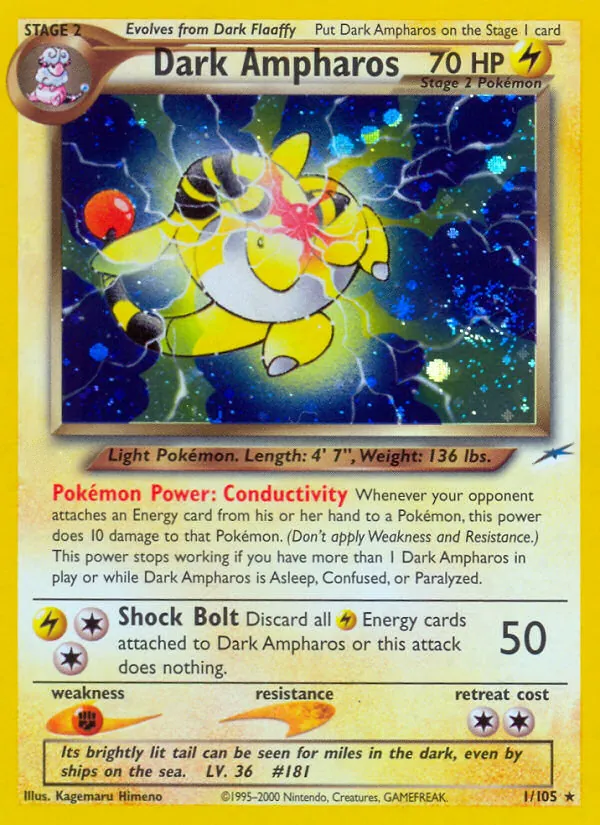 STAGE 2 Evolves from Dark Flaaffy Put Dark Ampharos on the Stage 1 card
Dark Ampharos 70 HP
Stage 2 Pokémon
Light Pokémon. Length: 4' 7", Weight: 136 lbs.
Pokémon Power: Conductivity Whenever your opponent
attaches an Energy card from his or her hand to a Pokémon, this power
does 10 damage to that Pokémon. (Don't apply Weakness and Resistance.)
This power stops working if you have more than 1 Dark Ampharos in
play or while Dark Ampharos is Asleep, Confused, or Paralyzed.
Shock Bolt Discard all Energy cards
attached to Dark Ampharos or this attack
does nothing.
50
weakness resistance retreat cost
Its brightly lit tail can be seen for miles in the dark, even by
ships on the sea. LV. 36 #181
Illus. Kagemaru Himeno ©1995-2000 Nintendo, Creatures, GAMEFREAK. 1/105 ★